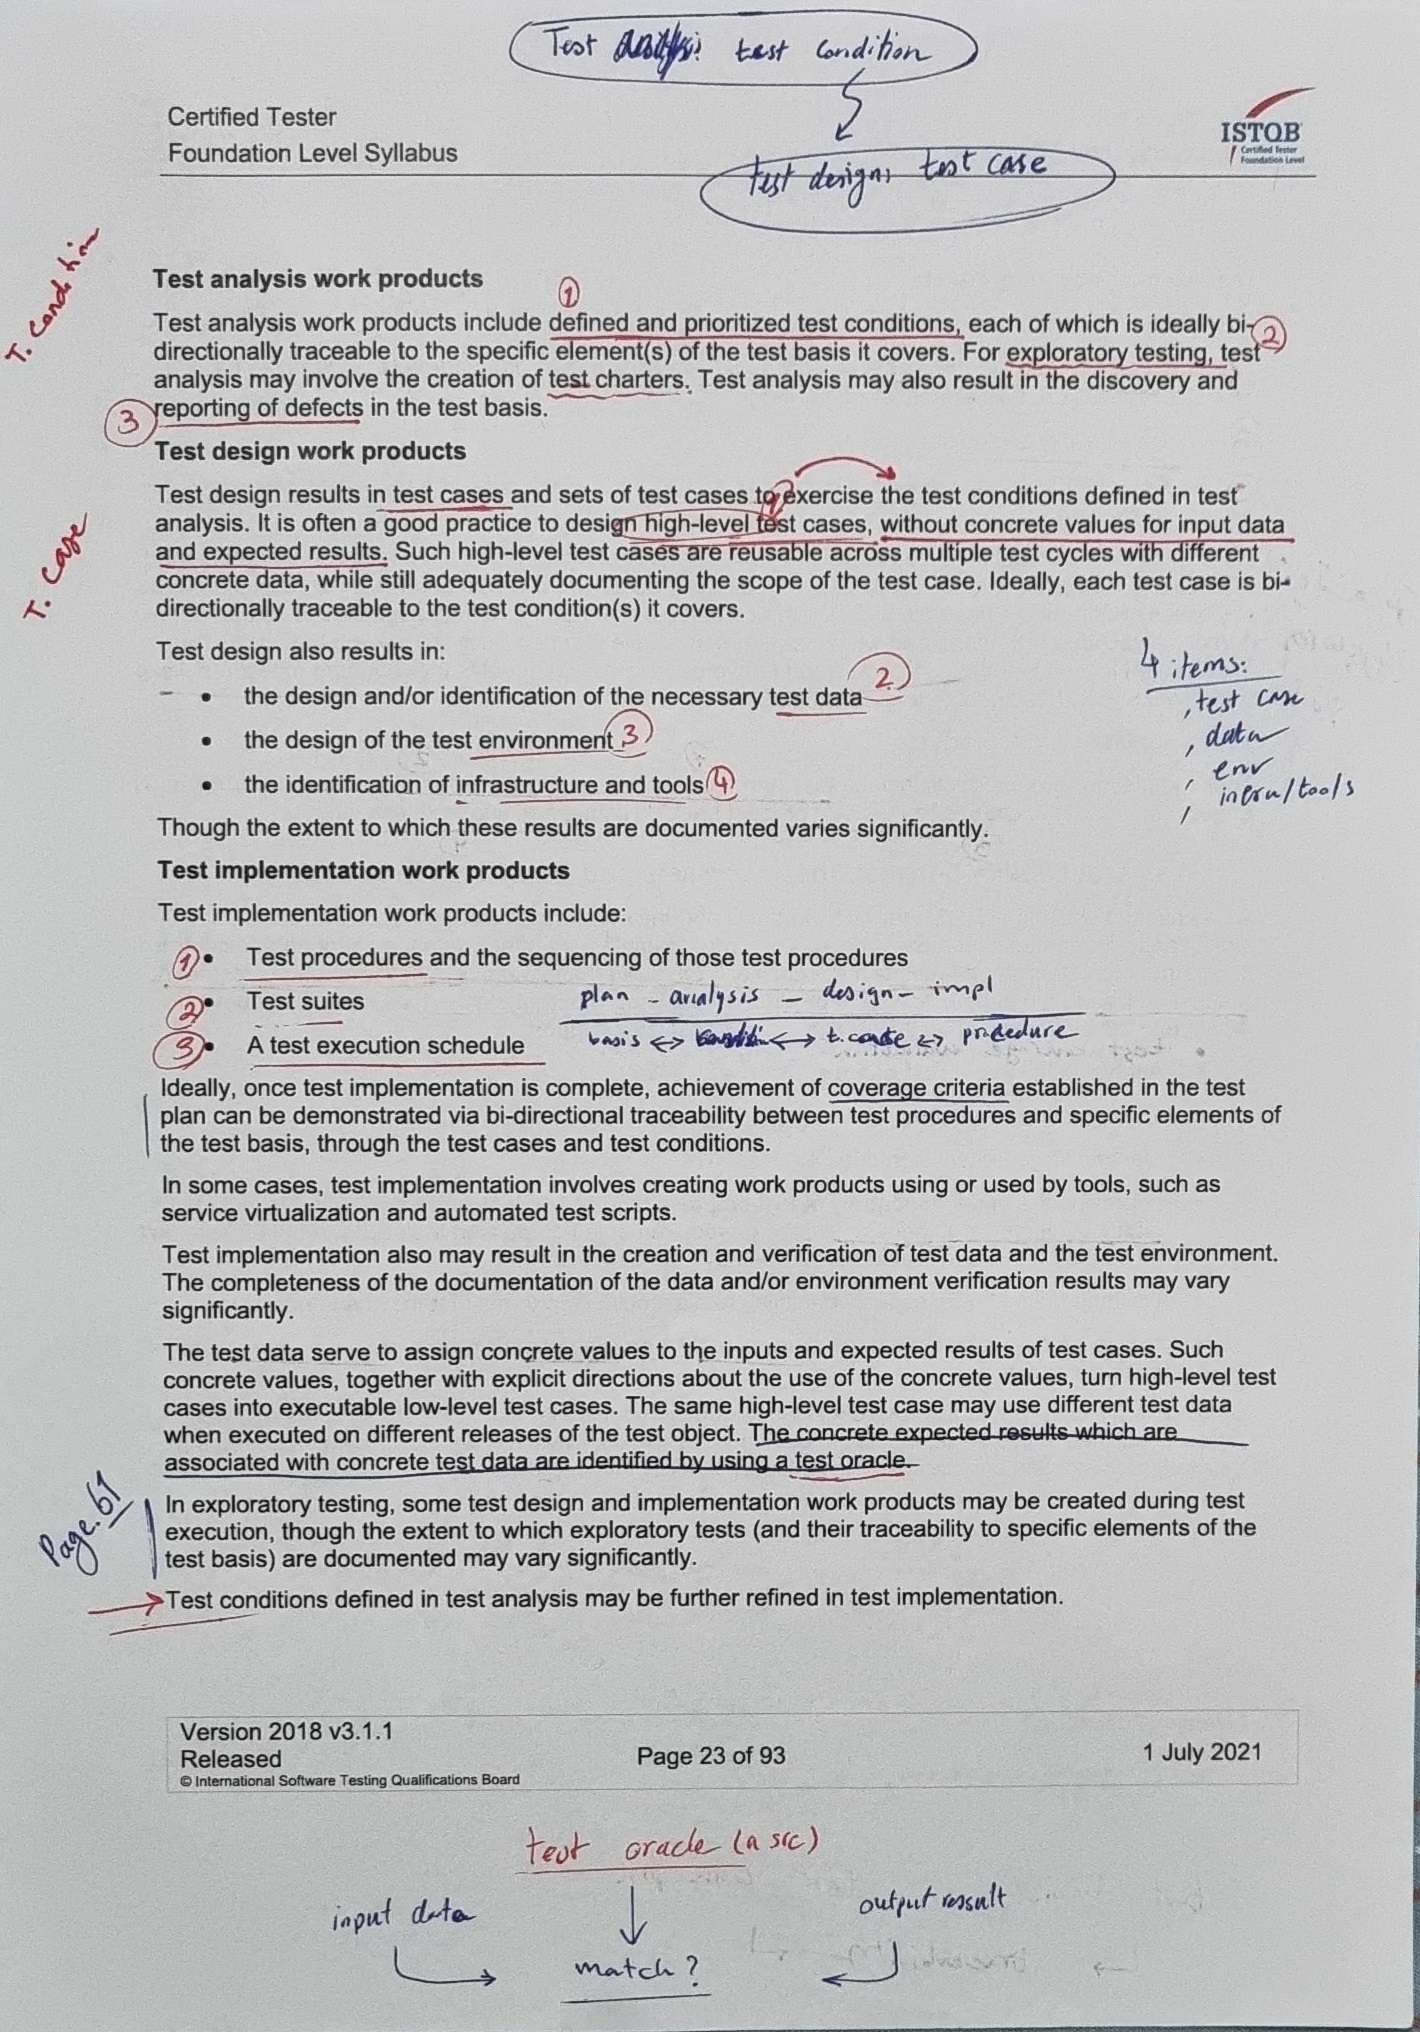 Test analysis: test condition
Certified Tester
Foundation Level Syllabus
ISTQB
Certified Tester
Foundation Level
test design: test case
T. Condition
Test analysis work products
1
Test analysis work products include defined and prioritized test conditions, each of which is ideally bi-
2
directionally traceable to the specific element(s) of the test basis it covers. For exploratory testing, test
analysis may involve the creation of test charters. Test analysis may also result in the discovery and
3 reporting of defects in the test basis.
Test design work products
T. Case
Test design results in test cases and sets of test cases to exercise the test conditions defined in test
analysis. It is often a good practice to design high-level test cases, without concrete values for input data
and expected results. Such high-level test cases are reusable across multiple test cycles with different
concrete data, while still adequately documenting the scope of the test case. Ideally, each test case is bi-
directionally traceable to the test condition(s) it covers.
Test design also results in:
• the design and/or identification of the necessary test data 2
• the design of the test environment 3
• the identification of infrastructure and tools 4
4 items:
, test case
, data
, env
, infra/tools
Though the extent to which these results are documented varies significantly.
Test implementation work products
Test implementation work products include:
1 • Test procedures and the sequencing of those test procedures
2 • Test suites
3 • A test execution schedule
plan - analysis - design - impl
basis <-> <-> t. case <-> procedure
Ideally, once test implementation is complete, achievement of coverage criteria established in the test
plan can be demonstrated via bi-directional traceability between test procedures and specific elements of
the test basis, through the test cases and test conditions.
In some cases, test implementation involves creating work products using or used by tools, such as
service virtualization and automated test scripts.
Test implementation also may result in the creation and verification of test data and the test environment.
The completeness of the documentation of the data and/or environment verification results may vary
significantly.
The test data serve to assign concrete values to the inputs and expected results of test cases. Such
concrete values, together with explicit directions about the use of the concrete values, turn high-level test
cases into executable low-level test cases. The same high-level test case may use different test data
when executed on different releases of the test object. The concrete expected results which are
associated with concrete test data are identified by using a test oracle.
Page. 61
In exploratory testing, some test design and implementation work products may be created during test
execution, though the extent to which exploratory tests (and their traceability to specific elements of the
test basis) are documented may vary significantly.
Test conditions defined in test analysis may be further refined in test implementation.
Version 2018 v3.1.1
Released
© International Software Testing Qualifications Board
Page 23 of 93
1 July 2021
test oracle (a src)
input data
output result
match?